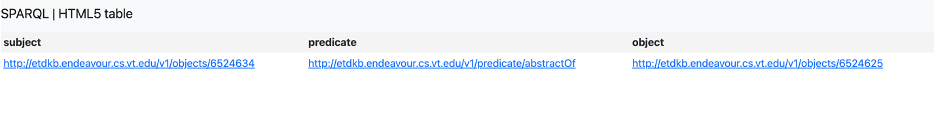 SPARQL | HTML5 table
subject predicate object
http://etdkb.endeavour.cs.vt.edu/v1/objects/6524634 http://etdkb.endeavour.cs.vt.edu/v1/predicate/abstractOf http://etdkb.endeavour.cs.vt.edu/v1/objects/6524625